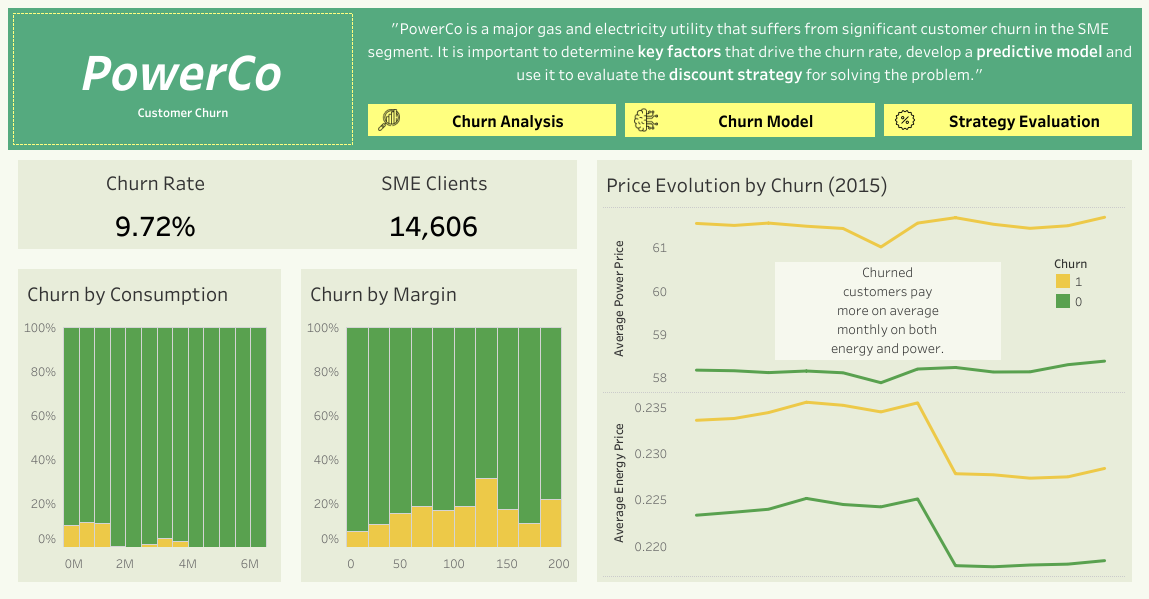 PowerCo
Customer Churn
"PowerCo is a major gas and electricity utility that suffers from significant customer churn in the SME
segment. It is important to determine key factors that drive the churn rate, develop a predictive model and
use it to evaluate the discount strategy for solving the problem."
Churn Analysis
Churn Model
Strategy Evaluation
Churn Rate
9.72%
SME Clients
14,606
Churn by Consumption
100%
80%
60%
40%
20%
0%
0M
2M
4M
6M
Churn by Margin
100%
80%
60%
40%
20%
0%
0
50
100
150
200
Price Evolution by Churn (2015)
Average Power Price
61
60
59
58
Churned
customers pay
more on average
monthly on both
energy and power.
Churn
1
0
Average Energy Price
0.235
0.230
0.225
0.220